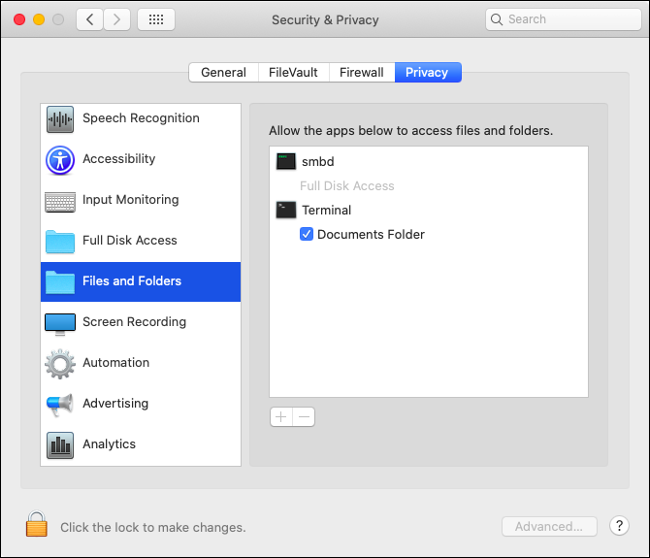 Security & Privacy
Search
General
FileVault
Firewall
Privacy
Speech Recognition
Accessibility
Input Monitoring
Full Disk Access
Files and Folders
Screen Recording
Automation
Advertising
Analytics
Allow the apps below to access files and folders.
smbd
Full Disk Access
Terminal
Documents Folder
+ −
Click the lock to make changes.
Advanced...
?